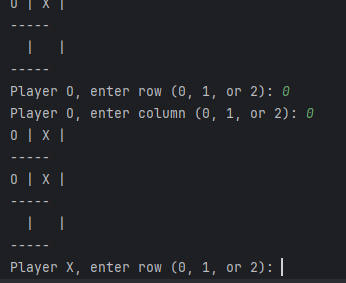 O | X |
-----
  |   |
-----
Player O, enter row (0, 1, or 2): 0
Player O, enter column (0, 1, or 2): 0
O | X |
-----
O | X |
-----
  |   |
-----
Player X, enter row (0, 1, or 2):